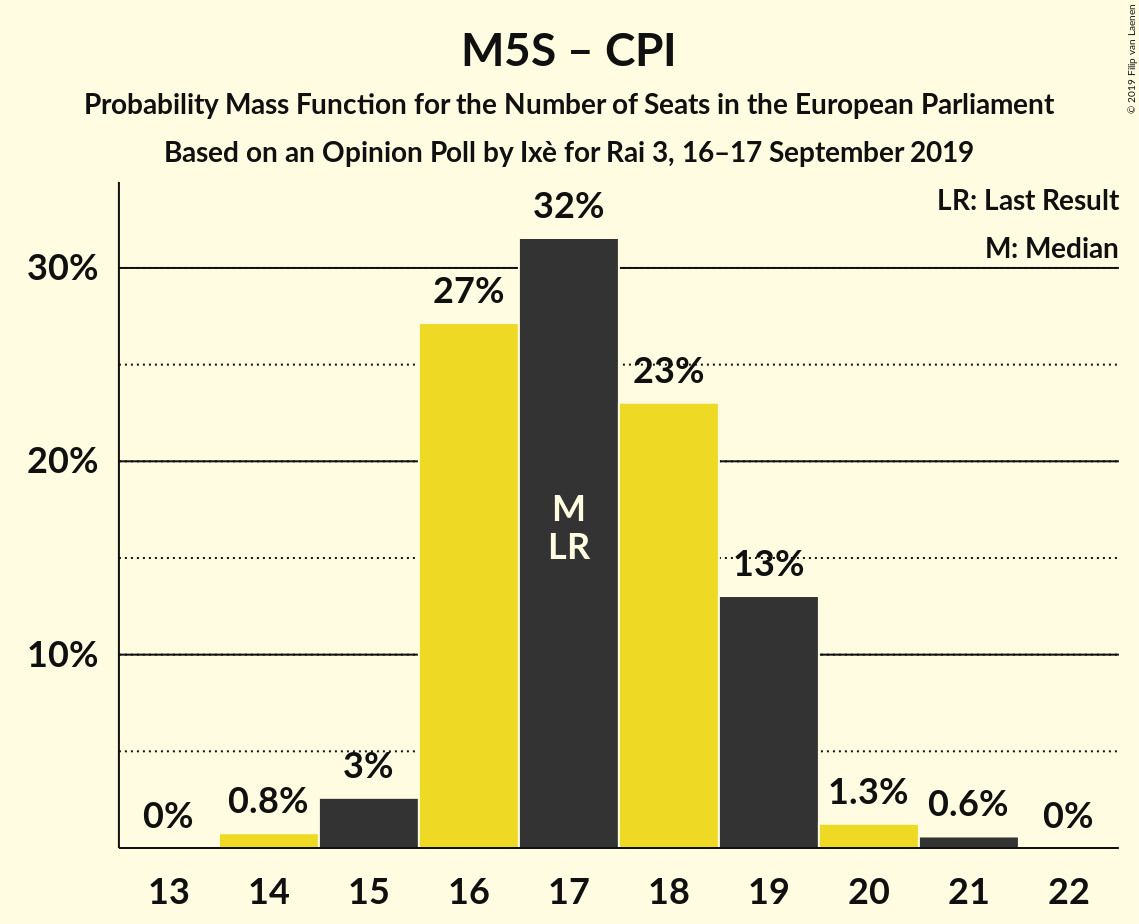 M5S – CPI
Probability Mass Function for the Number of Seats in the European Parliament
Based on an Opinion Poll by Ixè for Rai 3, 16–17 September 2019
© 2019 Filip van Laenen
LR: Last Result
M: Median
30%
20%
10%
0%
0.8%
3%
27%
32%
23%
13%
1.3%
0.6%
0%
M
LR
13 14 15 16 17 18 19 20 21 22